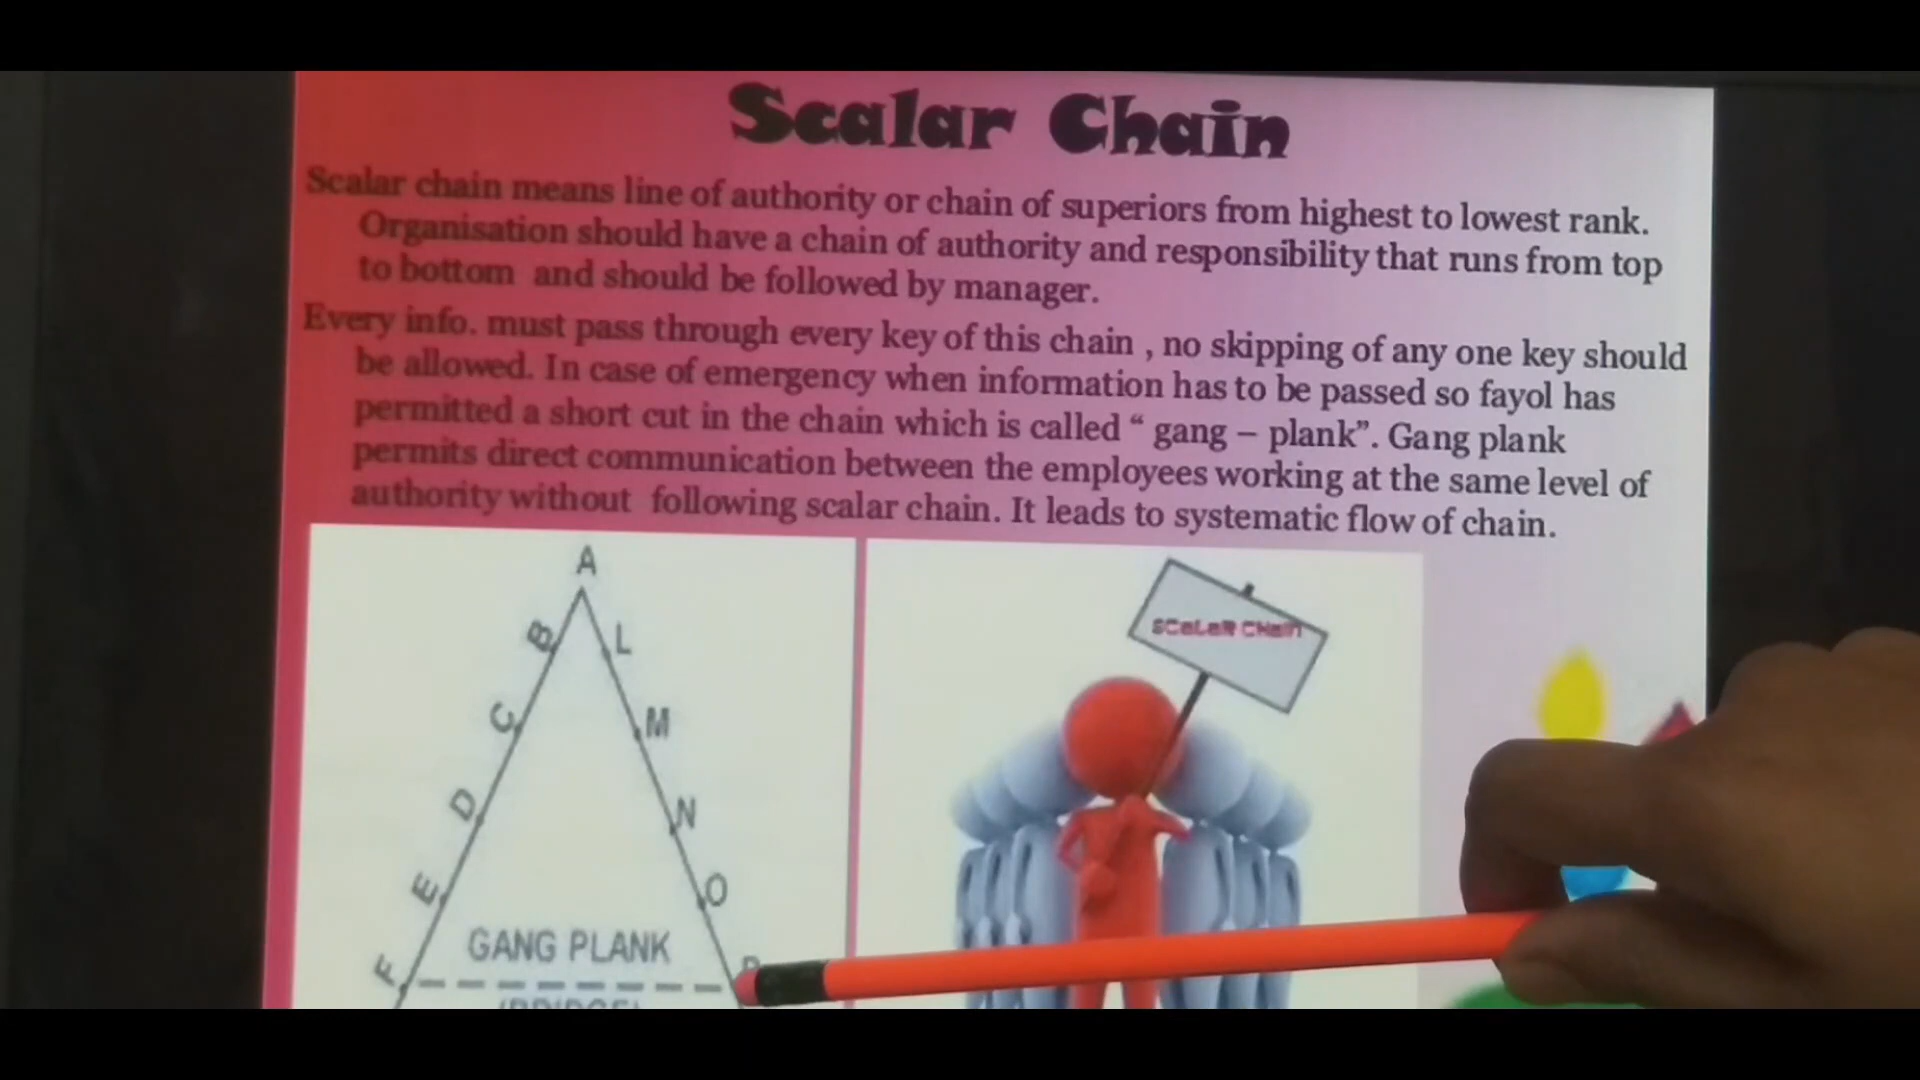 Scalar Chain
Scalar chain means line of authority or chain of superiors from highest to lowest rank.
Organisation should have a chain of authority and responsibility that runs from top
to bottom and should be followed by manager.
Every info. must pass through every key of this chain , no skipping of any one key should
be allowed. In case of emergency when information has to be passed so fayol has
permitted a short cut in the chain which is called “ gang – plank”. Gang plank
permits direct communication between the employees working at the same level of
authority without following scalar chain. It leads to systematic flow of chain.
A
B L
C M
D N
E O
GANG PLANK
F
SCaLaR CHain